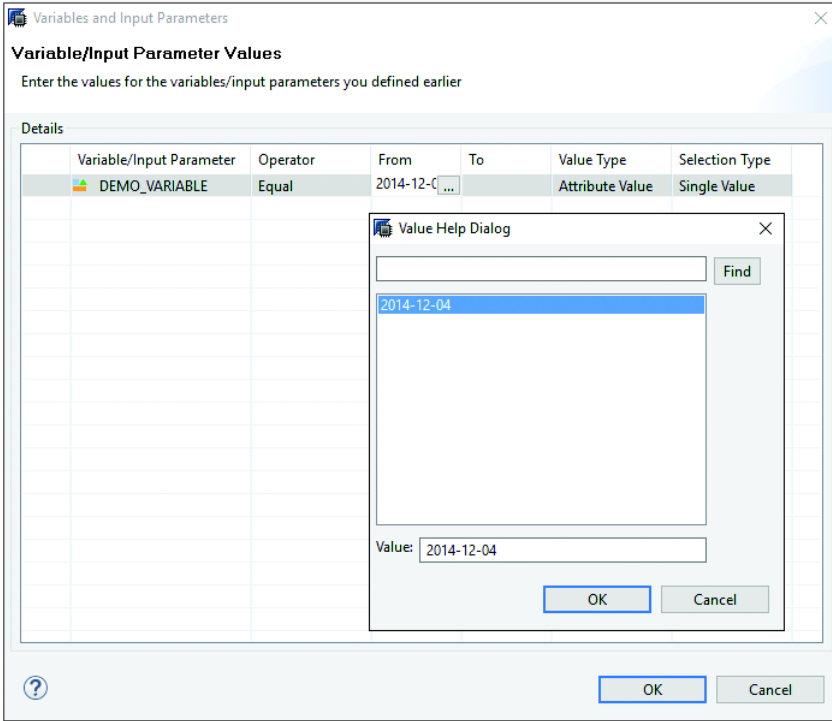 Variables and Input Parameters
Variable/Input Parameter Values
Enter the values for the variables/input parameters you defined earlier
Details
Variable/Input Parameter Operator From To Value Type Selection Type
DEMO_VARIABLE Equal 2014-12-0 ... Attribute Value Single Value
Value Help Dialog
Find
2014-12-04
Value: 2014-12-04
OK Cancel
OK Cancel